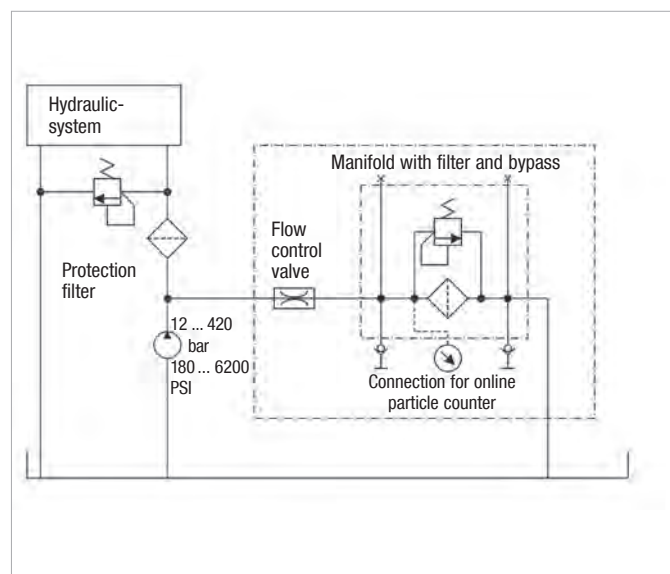 Hydraulic-
system
Manifold with filter and bypass
Flow
control
valve
Protection
filter
12 ... 420
bar
180 ... 6200
PSI
Connection for online
particle counter